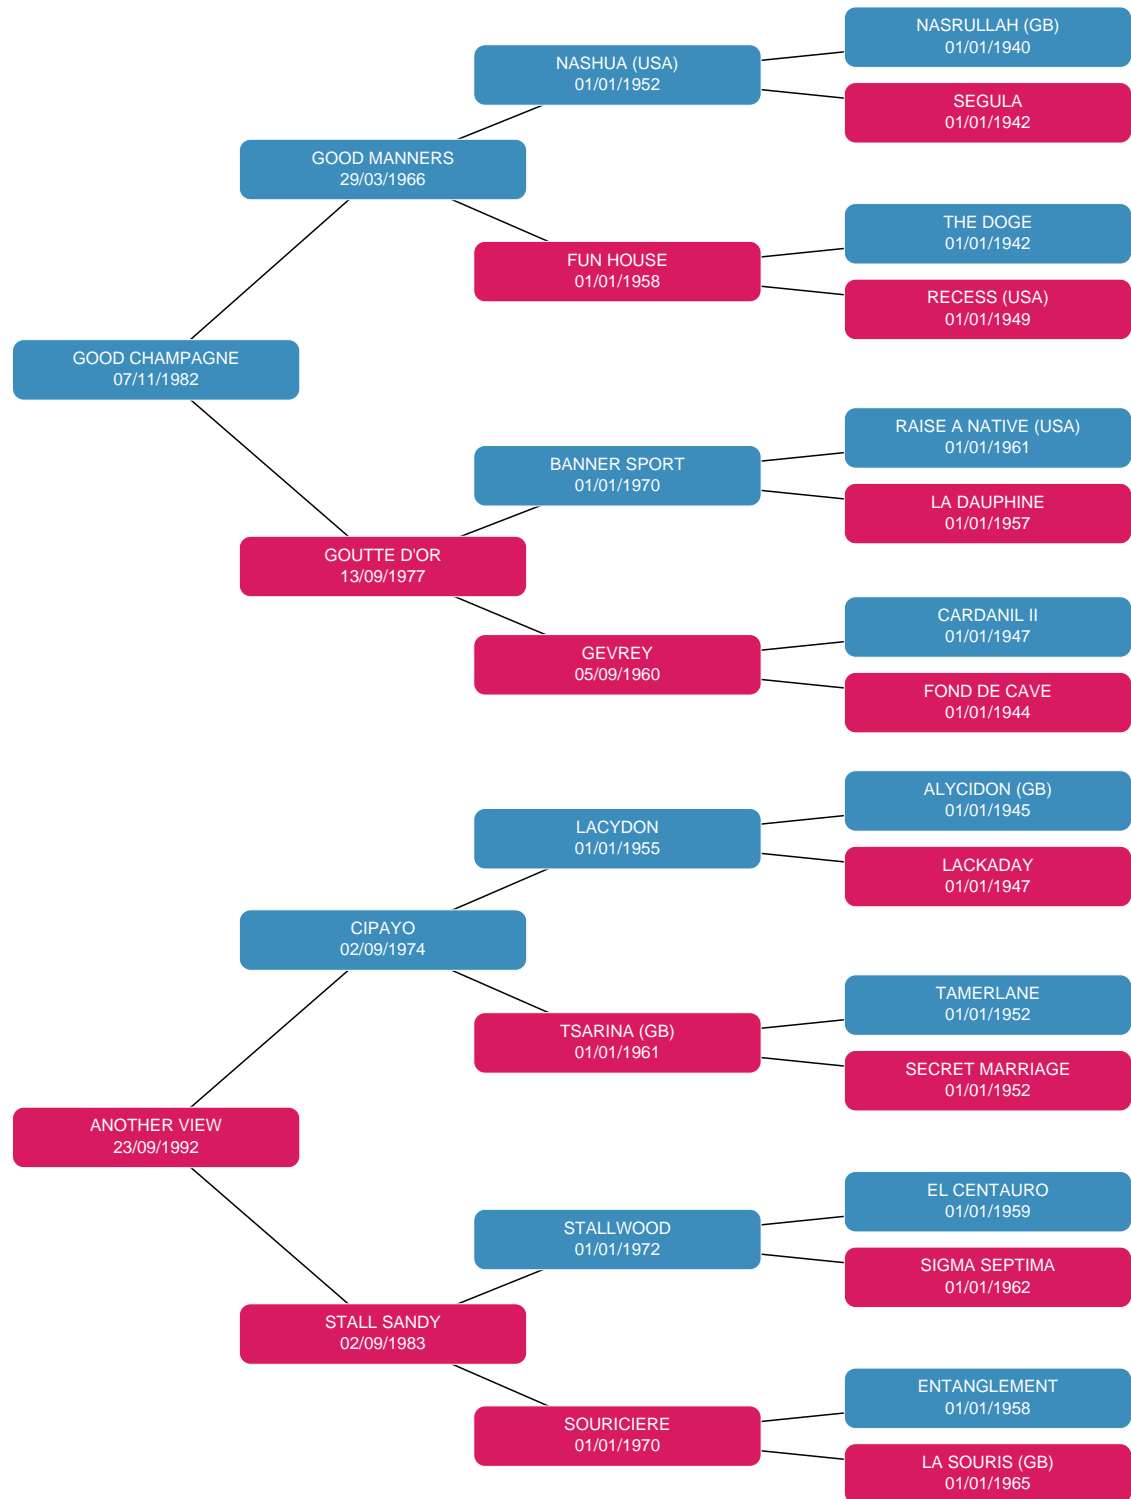 NASRULLAH (GB)
01/01/1940
NASHUA (USA)
01/01/1952
SEGULA
01/01/1942
GOOD MANNERS
29/03/1966
THE DOGE
01/01/1942
FUN HOUSE
01/01/1958
RECESS (USA)
01/01/1949
GOOD CHAMPAGNE
07/11/1982
RAISE A NATIVE (USA)
01/01/1961
BANNER SPORT
01/01/1970
LA DAUPHINE
01/01/1957
GOUTTE D'OR
13/09/1977
CARDANIL II
01/01/1947
GEVREY
05/09/1960
FOND DE CAVE
01/01/1944
ALYCIDON (GB)
01/01/1945
LACYDON
01/01/1955
LACKADAY
01/01/1947
CIPAYO
02/09/1974
TAMERLANE
01/01/1952
TSARINA (GB)
01/01/1961
SECRET MARRIAGE
01/01/1952
ANOTHER VIEW
23/09/1992
EL CENTAURO
01/01/1959
STALLWOOD
01/01/1972
SIGMA SEPTIMA
01/01/1962
STALL SANDY
02/09/1983
ENTANGLEMENT
01/01/1958
SOURICIERE
01/01/1970
LA SOURIS (GB)
01/01/1965